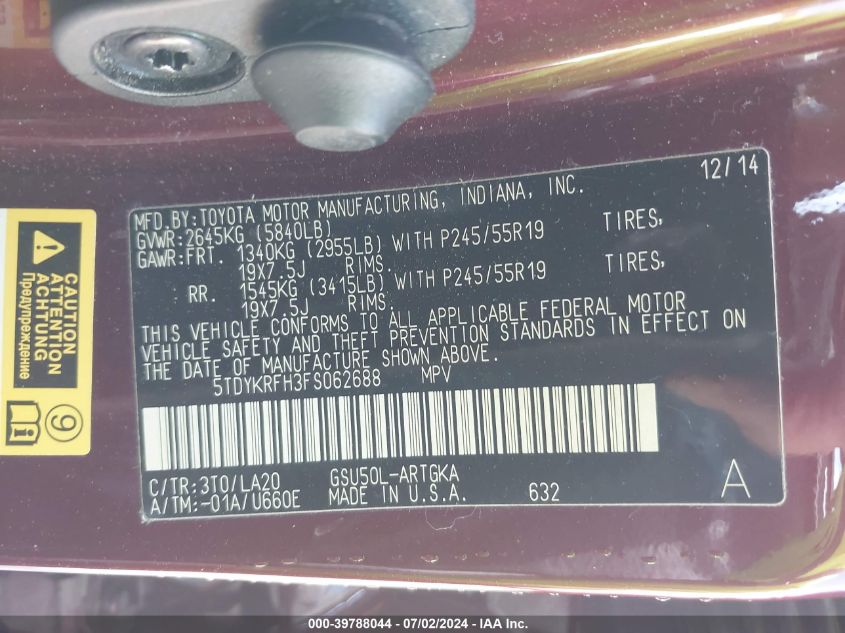 12/14
MFD.BY:TOYOTA MOTOR MANUFACTURING, INDIANA, INC.
GVWR:2645KG (5840LB)
GAWR:FRT. 1340KG (2955LB) WITH P245/55R19 TIRES,
19X7.5J RIMS.
RR. 1545KG (3415LB) WITH P245/55R19 TIRES,
19X7.5J RIMS.
THIS VEHICLE CONFORMS TO ALL APPLICABLE FEDERAL MOTOR
VEHICLE SAFETY AND THEFT PREVENTION STANDARDS IN EFFECT ON
THE DATE OF MANUFACTURE SHOWN ABOVE.
5TDYKRFH3FS062688 MPV
C/TR:3T0/LA20 GSU50L-ARTGKA
A/TM:-01A/U660E MADE IN U.S.A. 632 A
CAUTION
ATTENTION
ACHTUNG
Предупреждение
9
i
000-39788044 - 07/02/2024 - IAAI Inc.